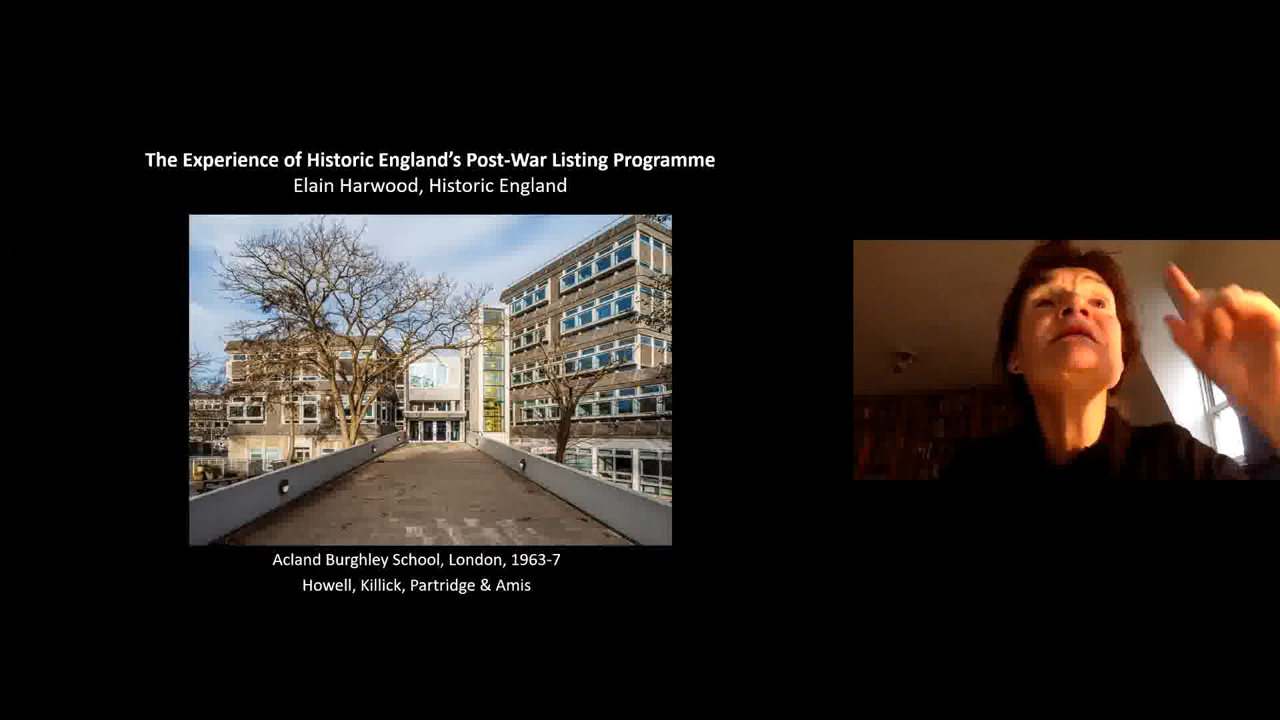 The Experience of Historic England's Post-War Listing Programme
Elain Harwood, Historic England
Acland Burghley School, London, 1963-7
Howell, Killick, Partridge & Amis